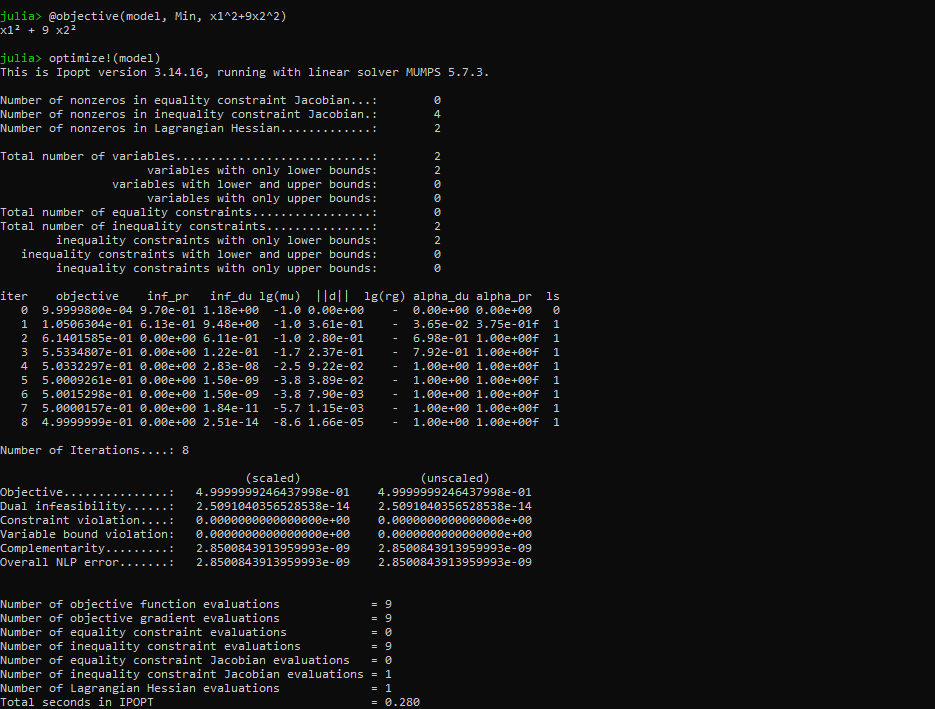 julia> @objective(model, Min, x1^2+9x2^2)
x1² + 9 x2²
julia> optimize!(model)
This is Ipopt version 3.14.16, running with linear solver MUMPS 5.7.3.
Number of nonzeros in equality constraint Jacobian...: 0
Number of nonzeros in inequality constraint Jacobian.: 4
Number of nonzeros in Lagrangian Hessian.............: 2
Total number of variables............................: 2
variables with only lower bounds: 2
variables with lower and upper bounds: 0
variables with only upper bounds: 0
Total number of equality constraints.................: 0
Total number of inequality constraints...............: 2
inequality constraints with only lower bounds: 2
inequality constraints with lower and upper bounds: 0
inequality constraints with only upper bounds: 0
iter objective inf_pr inf_du lg(mu) ||d|| lg(rg) alpha_du alpha_pr ls
0 9.9999800e-04 9.70e-01 1.18e+00 -1.0 0.00e+00 - 0.00e+00 0.00e+00 0
1 1.0506304e-01 6.13e-01 9.48e+00 -1.0 3.61e-01 - 3.65e-02 3.75e-01f 1
2 6.1401585e-01 0.00e+00 6.11e-01 -1.0 2.80e-01 - 6.98e-01 1.00e+00f 1
3 5.5334807e-01 0.00e+00 1.22e-01 -1.7 2.37e-01 - 7.92e-01 1.00e+00f 1
4 5.0332297e-01 0.00e+00 2.83e-08 -2.5 9.22e-02 - 1.00e+00 1.00e+00f 1
5 5.0009261e-01 0.00e+00 1.50e-09 -3.8 3.89e-02 - 1.00e+00 1.00e+00f 1
6 5.0015298e-01 0.00e+00 1.50e-09 -3.8 7.90e-03 - 1.00e+00 1.00e+00f 1
7 5.0000157e-01 0.00e+00 1.84e-11 -5.7 1.15e-03 - 1.00e+00 1.00e+00f 1
8 4.9999999e-01 0.00e+00 2.51e-14 -8.6 1.66e-05 - 1.00e+00 1.00e+00f 1
Number of Iterations....: 8
(scaled) (unscaled)
Objective...............: 4.9999999246437998e-01 4.9999999246437998e-01
Dual infeasibility......: 2.5091040356528538e-14 2.5091040356528538e-14
Constraint violation....: 0.0000000000000000e+00 0.0000000000000000e+00
Variable bound violation: 0.0000000000000000e+00 0.0000000000000000e+00
Complementarity.........: 2.8500843913959993e-09 2.8500843913959993e-09
Overall NLP error.......: 2.8500843913959993e-09 2.8500843913959993e-09
Number of objective function evaluations = 9
Number of objective gradient evaluations = 9
Number of equality constraint evaluations = 0
Number of inequality constraint evaluations = 9
Number of equality constraint Jacobian evaluations = 0
Number of inequality constraint Jacobian evaluations = 1
Number of Lagrangian Hessian evaluations = 1
Total seconds in IPOPT = 0.280